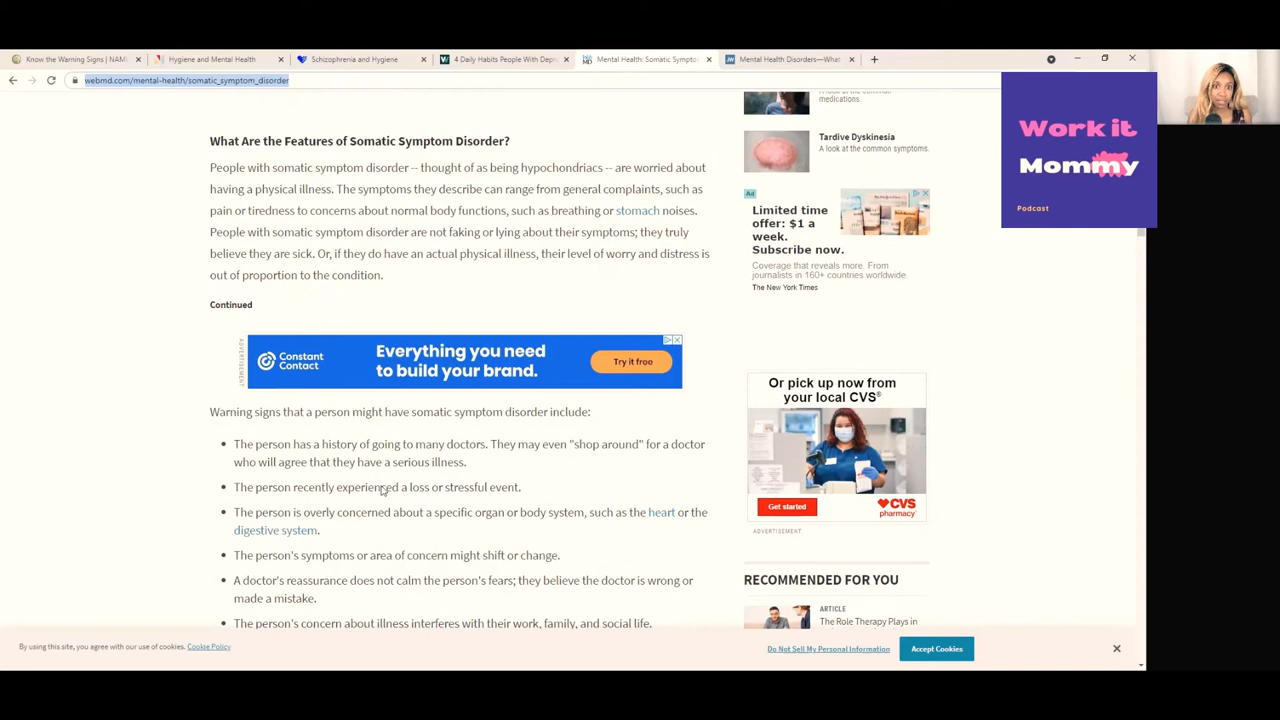 Know the Warning Signs | NAMI
Hygiene and Mental Health
Schizophrenia and Hygiene
4 Daily Habits People With Depr
Mental Health: Somatic Symptom
Mental Health Disorders—What
webmd.com/mental-health/somatic_symptom_disorder
What Are the Features of Somatic Symptom Disorder?
People with somatic symptom disorder -- thought of as being hypochondriacs -- are worried about
having a physical illness. The symptoms they describe can range from general complaints, such as
pain or tiredness to concerns about normal body functions, such as breathing or stomach noises.
People with somatic symptom disorder are not faking or lying about their symptoms; they truly
believe they are sick. Or, if they do have an actual physical illness, their level of worry and distress is
out of proportion to the condition.
Continued
ADVERTISEMENT
Constant
Contact
Everything you need
to build your brand.
Try it free
Warning signs that a person might have somatic symptom disorder include:
The person has a history of going to many doctors. They may even "shop around" for a doctor
who will agree that they have a serious illness.
The person recently experienced a loss or stressful event.
The person is overly concerned about a specific organ or body system, such as the heart or the
digestive system.
The person's symptoms or area of concern might shift or change.
A doctor's reassurance does not calm the person's fears; they believe the doctor is wrong or
made a mistake.
The person's concern about illness interferes with their work, family, and social life.
medications.
Tardive Dyskinesia
A look at the common symptoms.
Ad
Limited time
offer: $1 a
week.
Subscribe now.
Coverage that reveals more. From
journalists in 160+ countries worldwide.
The New York Times
Or pick up now from
your local CVS®
Get started
CVS
pharmacy®
ADVERTISEMENT
RECOMMENDED FOR YOU
ARTICLE
The Role Therapy Plays in
Work it
Mommy
Podcast
By using this site, you agree with our use of cookies. Cookie Policy
Do Not Sell My Personal Information
Accept Cookies